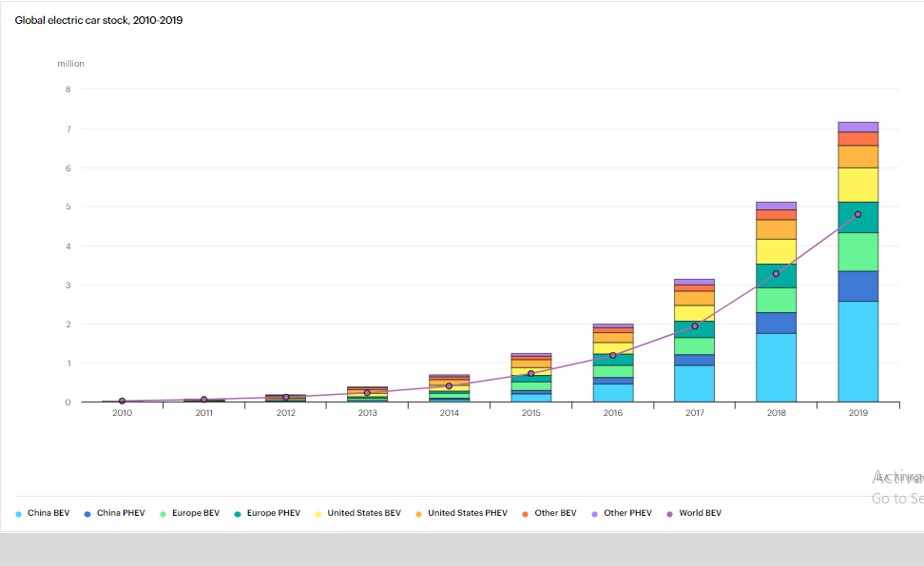 Global electric car stock, 2010-2019
million
8
7
6
5
4
3
2
1
0
2010 2011 2012 2013 2014 2015 2016 2017 2018 2019
Go to Se
China BEV China PHEV Europe BEV Europe PHEV United States BEV United States PHEV Other BEV Other PHEV World BEV